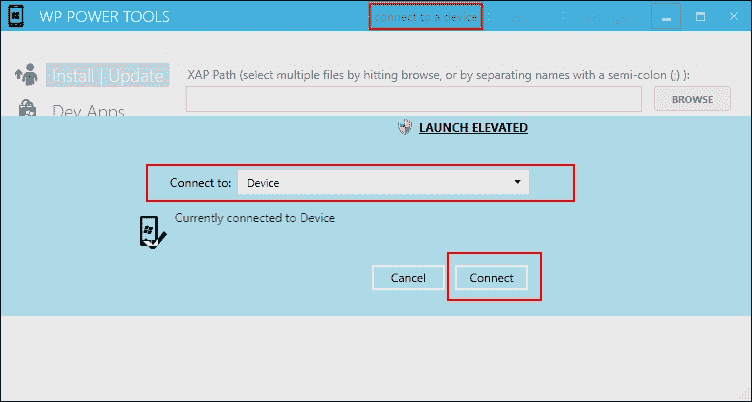 WP POWER TOOLS
connect to a device
Install | Update
XAP Path (select multiple files by hitting browse, or by separating names with a semi-colon (;) ):
BROWSE
Dev Apps
LAUNCH ELEVATED
Connect to: Device
Currently connected to Device
Cancel Connect